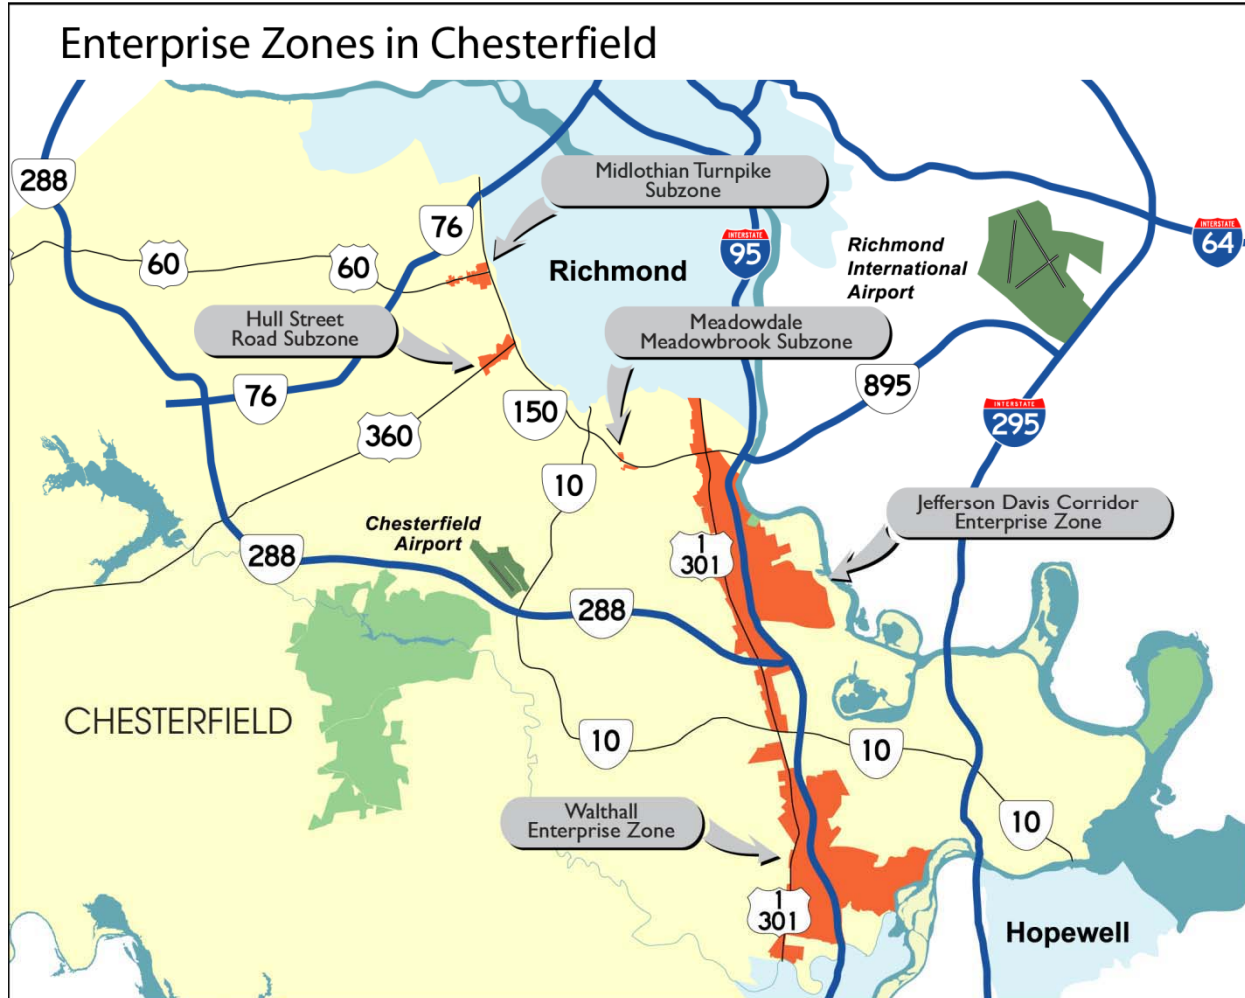 Enterprise Zones in Chesterfield
288
76
Midlothian Turnpike
Subzone
60
60
Richmond
INTERSTATE
95
Richmond
International
Airport
INTERSTATE
64
Hull Street
Road Subzone
Meadowdale
Meadowbrook Subzone
76
150
895
INTERSTATE
295
360
10
Jefferson Davis Corridor
Enterprise Zone
Chesterfield
Airport
288
1
301
288
CHESTERFIELD
10
10
Walthall
Enterprise Zone
10
1
301
Hopewell